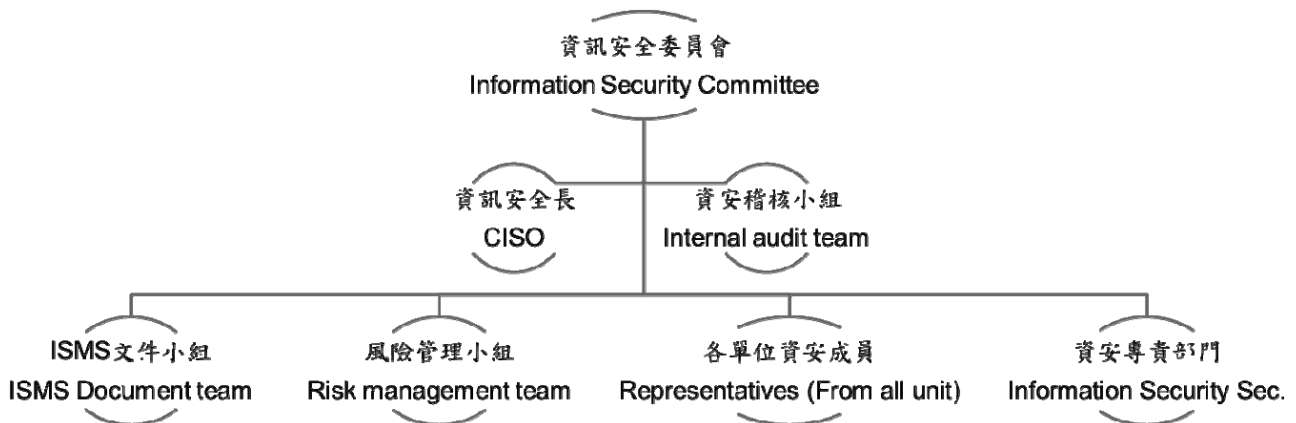 資訊安全委員會
Information Security Committee
資訊安全長
CISO
資安稽核小組
Internal audit team
ISMS文件小組
ISMS Document team
風險管理小組
Risk management team
各單位資安成員
Representatives (From all unit)
資安專責部門
Information Security Sec.